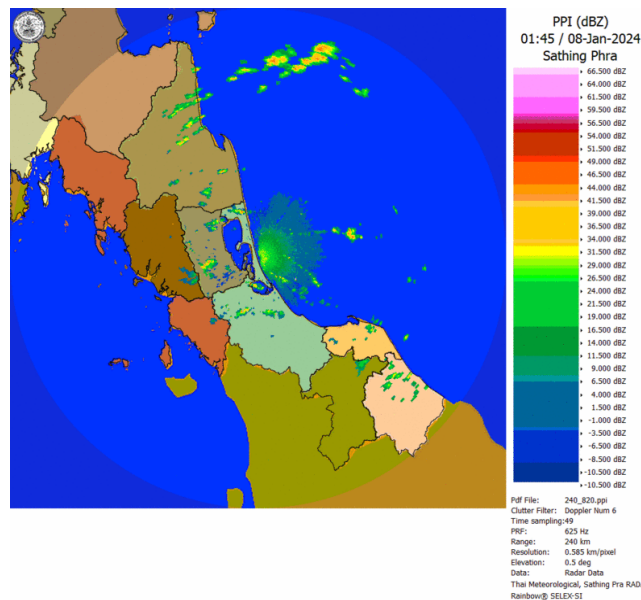 PPI (dBZ)
01:45 / 08-Jan-2024
Sathing Phra
66.500 dBZ
64.000 dBZ
61.500 dBZ
59.500 dBZ
56.500 dBZ
54.000 dBZ
51.500 dBZ
49.000 dBZ
46.500 dBZ
44.000 dBZ
41.500 dBZ
39.000 dBZ
36.500 dBZ
34.000 dBZ
31.500 dBZ
29.000 dBZ
26.500 dBZ
24.000 dBZ
21.500 dBZ
19.000 dBZ
16.500 dBZ
14.000 dBZ
11.500 dBZ
9.000 dBZ
6.500 dBZ
4.000 dBZ
1.500 dBZ
-1.000 dBZ
-3.500 dBZ
-6.000 dBZ
-8.500 dBZ
-10.500 dBZ
-10.500 dBZ
Pdf File: 240_820.ppi
Clutter Filter: Doppler Num 6
Time sampling:49
PRF: 625 Hz
Range: 240 km
Resolution: 0.585 km/pixel
Elevation: 0.5 deg
Data: Radar Data
Thai Meteorological, Sathing Pra RAD
Rainbow® SELEX-SI